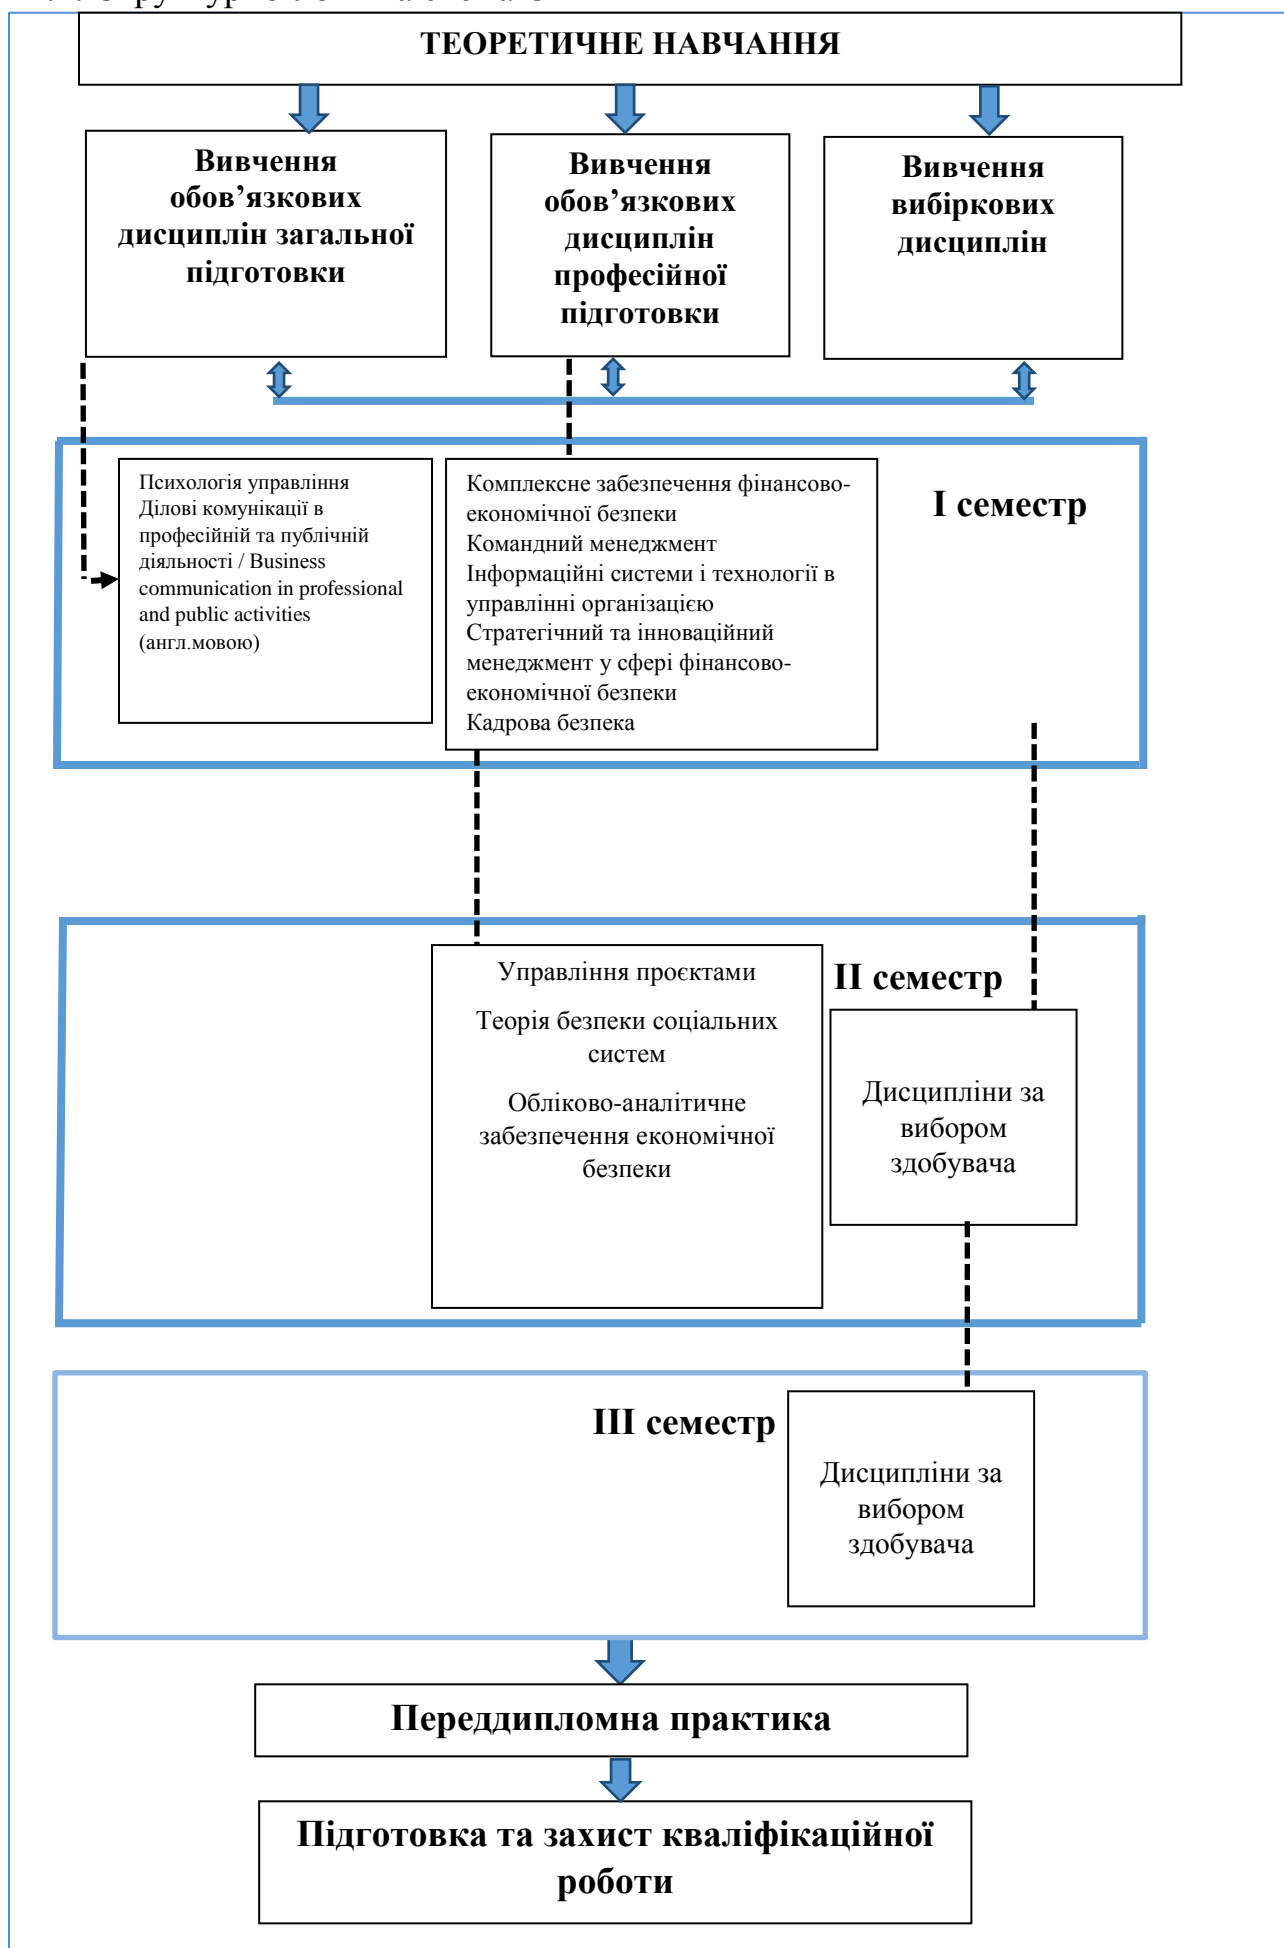 ТЕОРЕТИЧНЕ НАВЧАННЯ
Вивчення
обов’язкових
дисциплін загальної
підготовки
Вивчення
обов’язкових
дисциплін
професійної
підготовки
Вивчення
вибіркових
дисциплін
Психологія управління
Ділові комунікації в
професійній та публічній
діяльності / Business
communication in professional
and public activities
(англ.мовою)
Комплексне забезпечення фінансово-
економічної безпеки
Командний менеджмент
Інформаційні системи і технології в
управлінні організацією
Стратегічний та інноваційний
менеджмент у сфері фінансово-
економічної безпеки
Кадрова безпека
І семестр
Управління проєктами
Теорія безпеки соціальних
систем
Обліково-аналітичне
забезпечення економічної
безпеки
ІІ семестр
Дисципліни за
вибором
здобувача
ІІІ семестр
Дисципліни за
вибором
здобувача
Переддипломна практика
Підготовка та захист кваліфікаційної
роботи